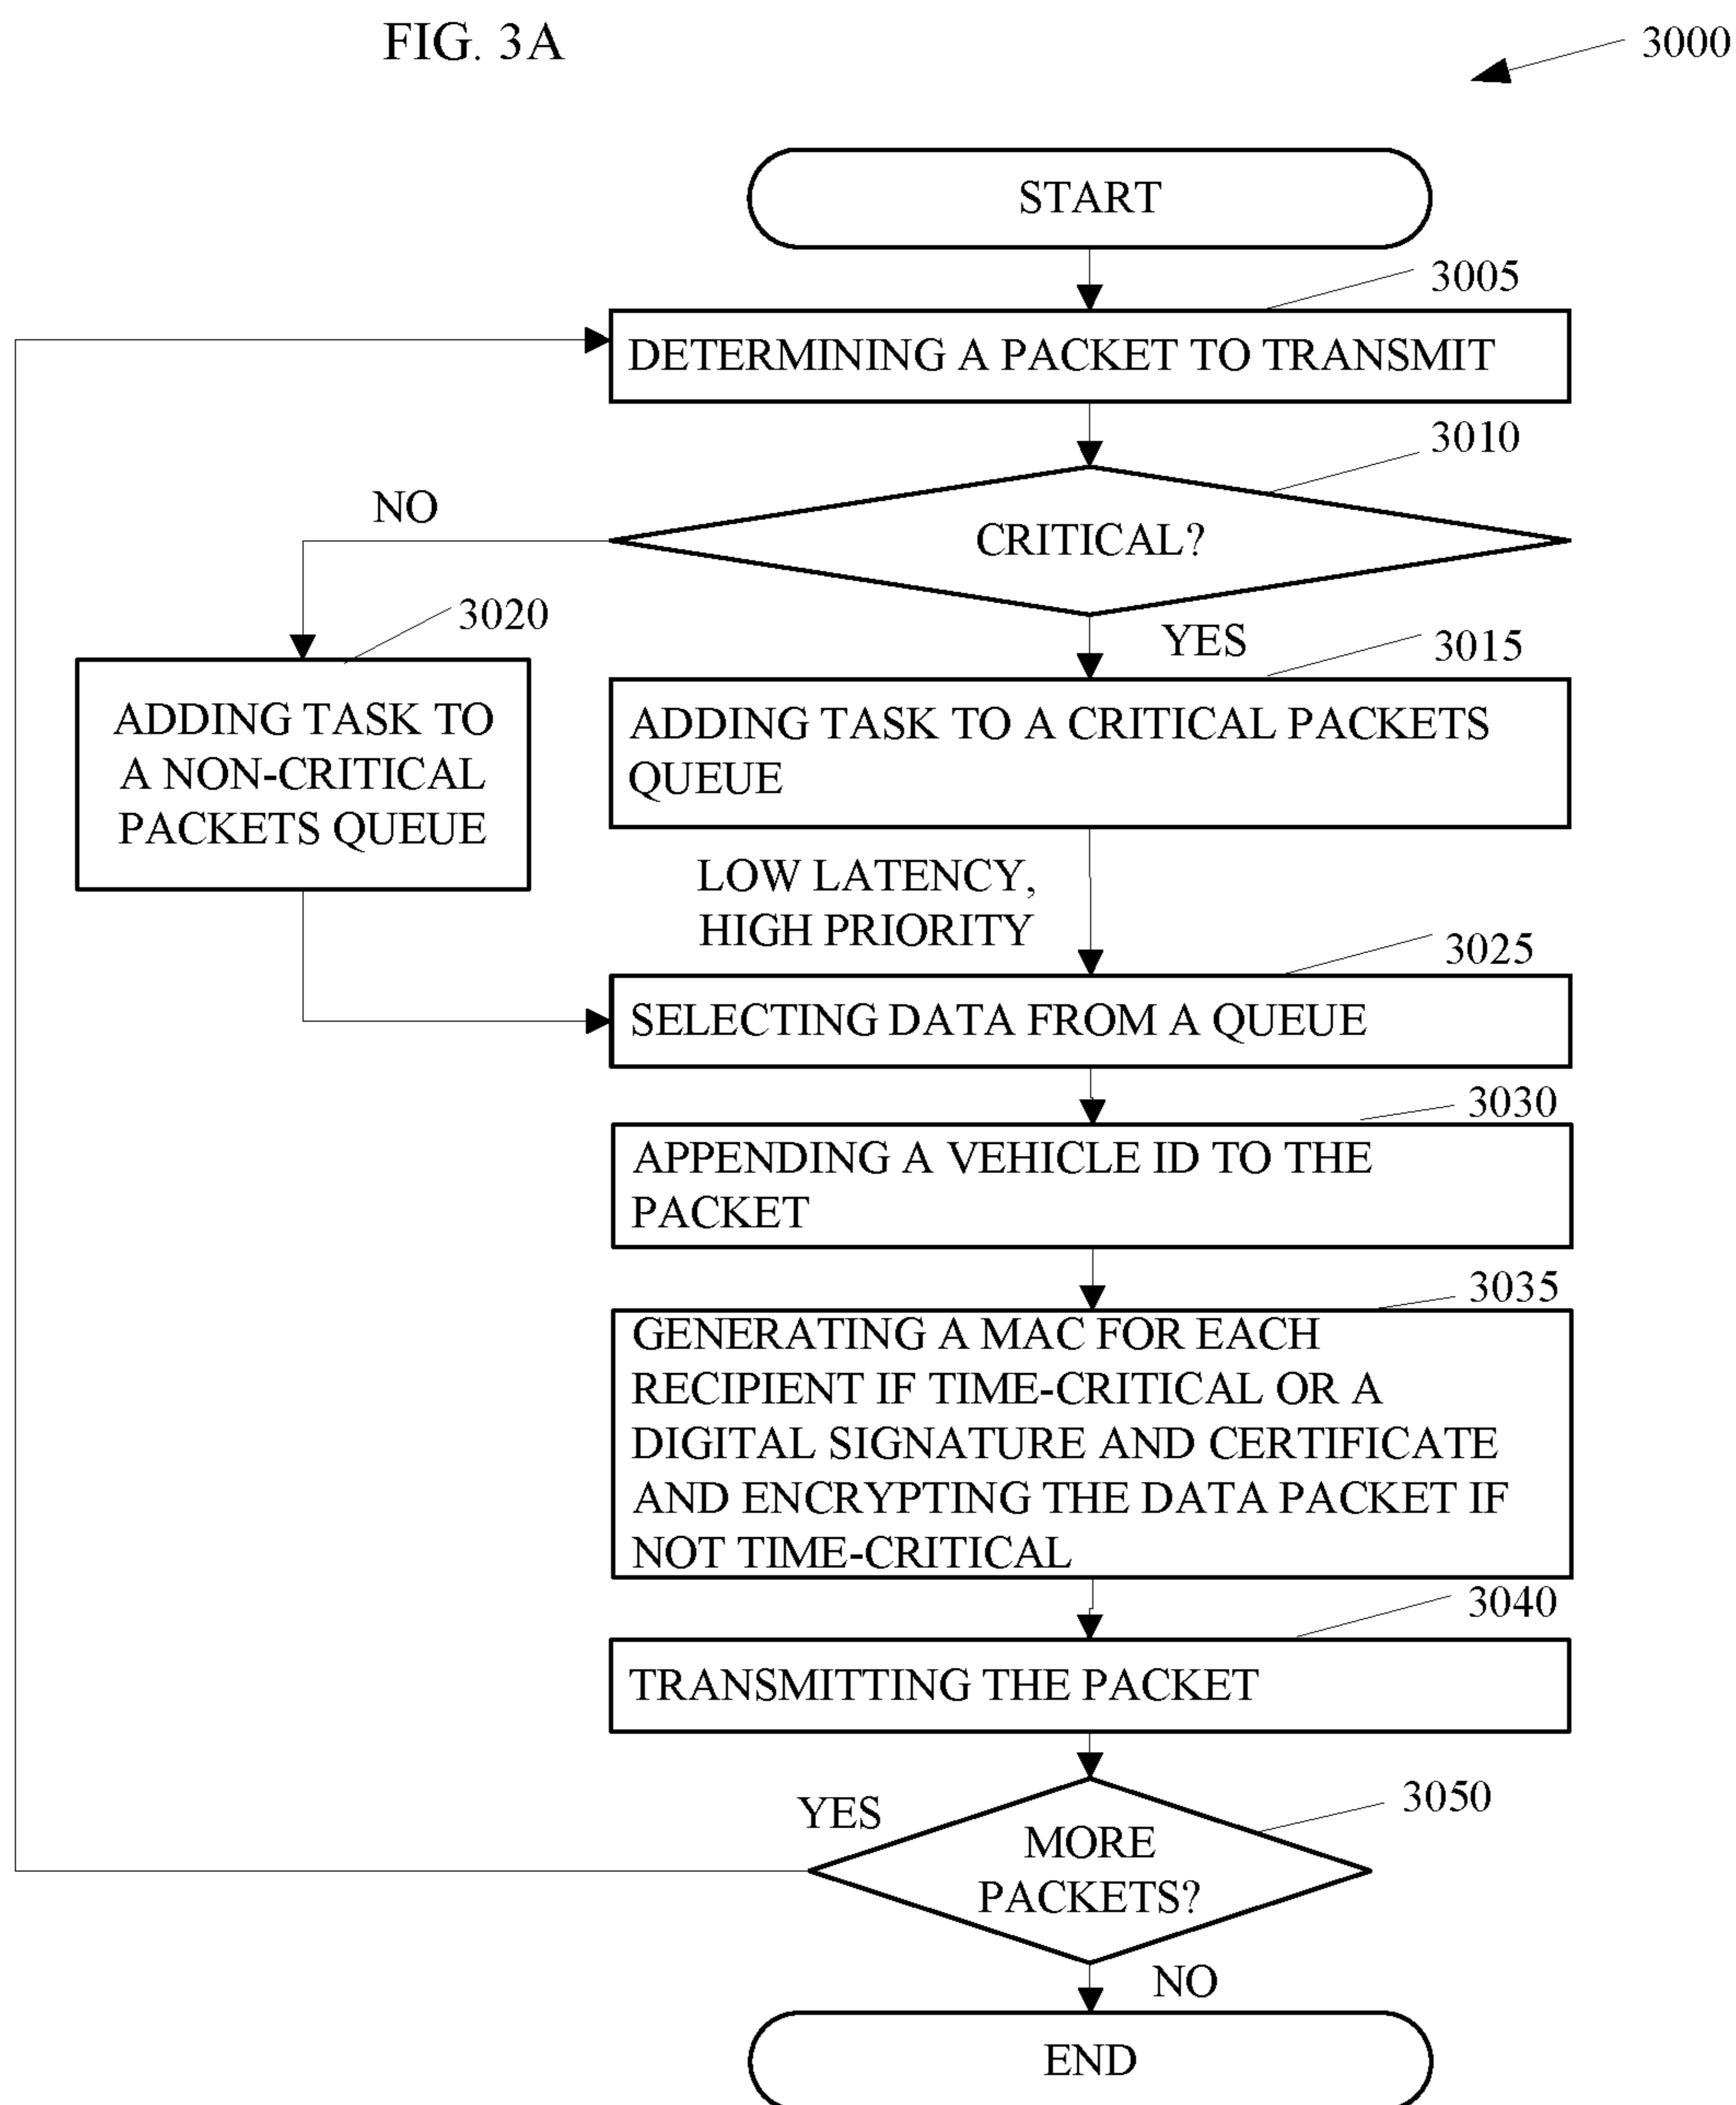 FIG. 3A
3000
START
3005
DETERMINING A PACKET TO TRANSMIT
3010
CRITICAL?
NO
YES
3020
ADDING TASK TO
A NON-CRITICAL
PACKETS QUEUE
3015
ADDING TASK TO A CRITICAL PACKETS
QUEUE
LOW LATENCY,
HIGH PRIORITY
3025
SELECTING DATA FROM A QUEUE
3030
APPENDING A VEHICLE ID TO THE
PACKET
3035
GENERATING A MAC FOR EACH
RECIPIENT IF TIME-CRITICAL OR A
DIGITAL SIGNATURE AND CERTIFICATE
AND ENCRYPTING THE DATA PACKET IF
NOT TIME-CRITICAL
3040
TRANSMITTING THE PACKET
3050
YES
MORE
PACKETS?
NO
END